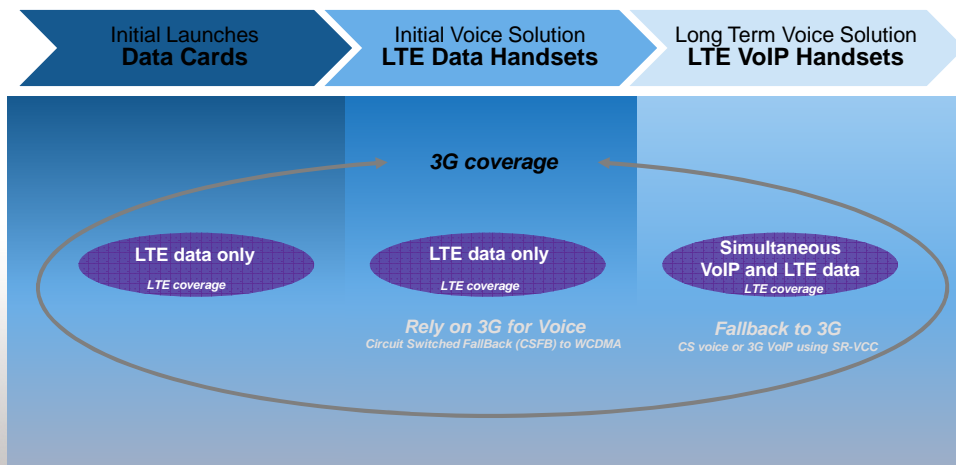 Initial Launches
Data Cards
Initial Voice Solution
LTE Data Handsets
Long Term Voice Solution
LTE VoIP Handsets
3G coverage
LTE data only
LTE coverage
LTE data only
LTE coverage
Simultaneous
VoIP and LTE data
LTE coverage
Rely on 3G for Voice
Circuit Switched FallBack (CSFB) to WCDMA
Fallback to 3G
CS voice or 3G VoIP using SR-VCC